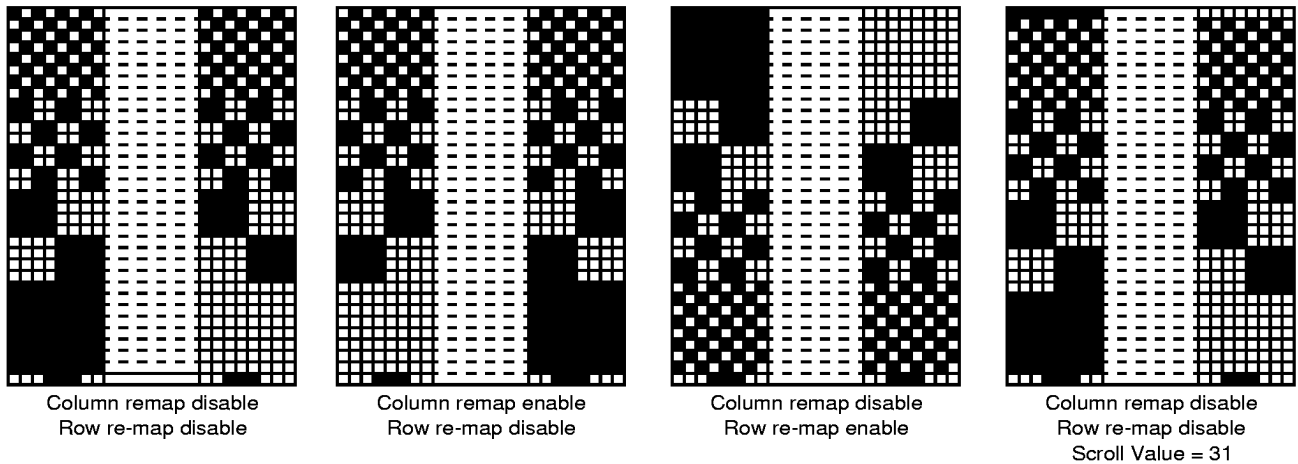 Column remap disable
Row re-map disable
Column remap enable
Row re-map disable
Column remap disable
Row re-map enable
Column remap disable
Row re-map disable
Scroll Value = 31